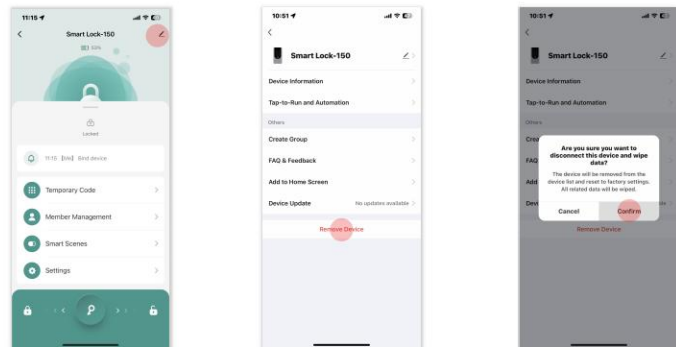 11:15
Smart Lock-150
Locked
Bind device
Temporary Code
Member Management
Smart Scenes
Settings
10:51
Smart Lock-150
Device Information
Tap-to-Run and Automation
Others
Create Group
FAQ & Feedback
Add to Home Screen
Device Update No updates available
Remove Device
10:51
Smart Lock-150
Device Information
Tap-to-Run and Automation
Others
Are you sure you want to
disconnect this device and wipe
data?
The device will be removed from the
device list and reset to factory settings.
All related data will be wiped.
Cancel Confirm
Remove Device